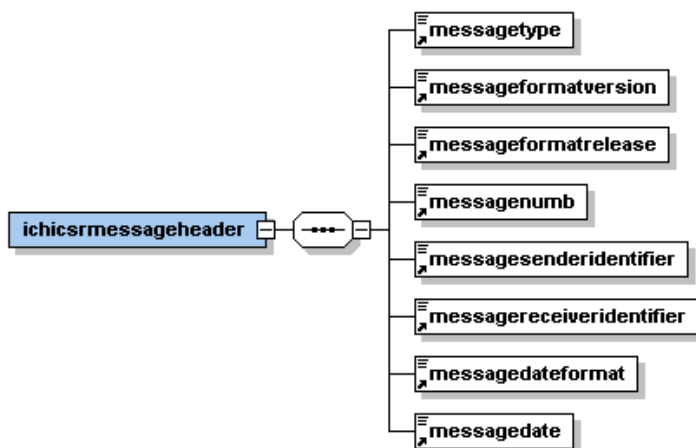 messagetype
messageformatversion
messageformatrelease
messagenumb
ichicsrmessageheader
messagesenderidentifier
messagereceiveridentifier
messagedateformat
messagedate